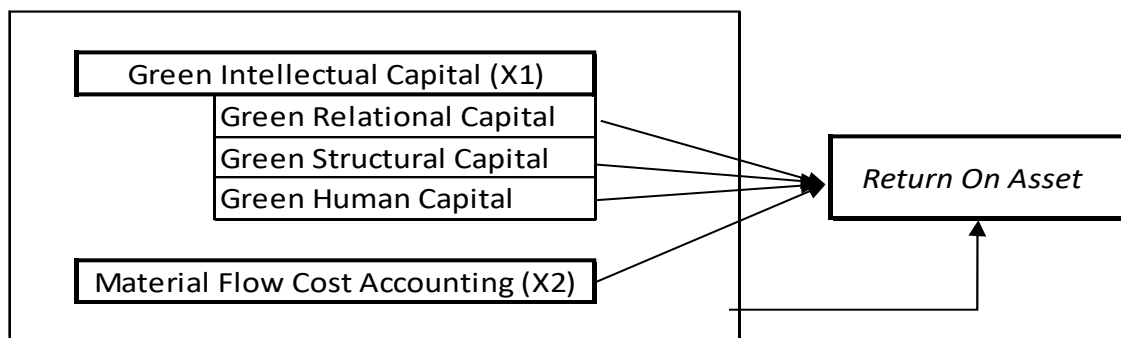 Green Intellectual Capital (X1)
Green Relational Capital
Green Structural Capital
Green Human Capital
Material Flow Cost Accounting (X2)
Return On Asset